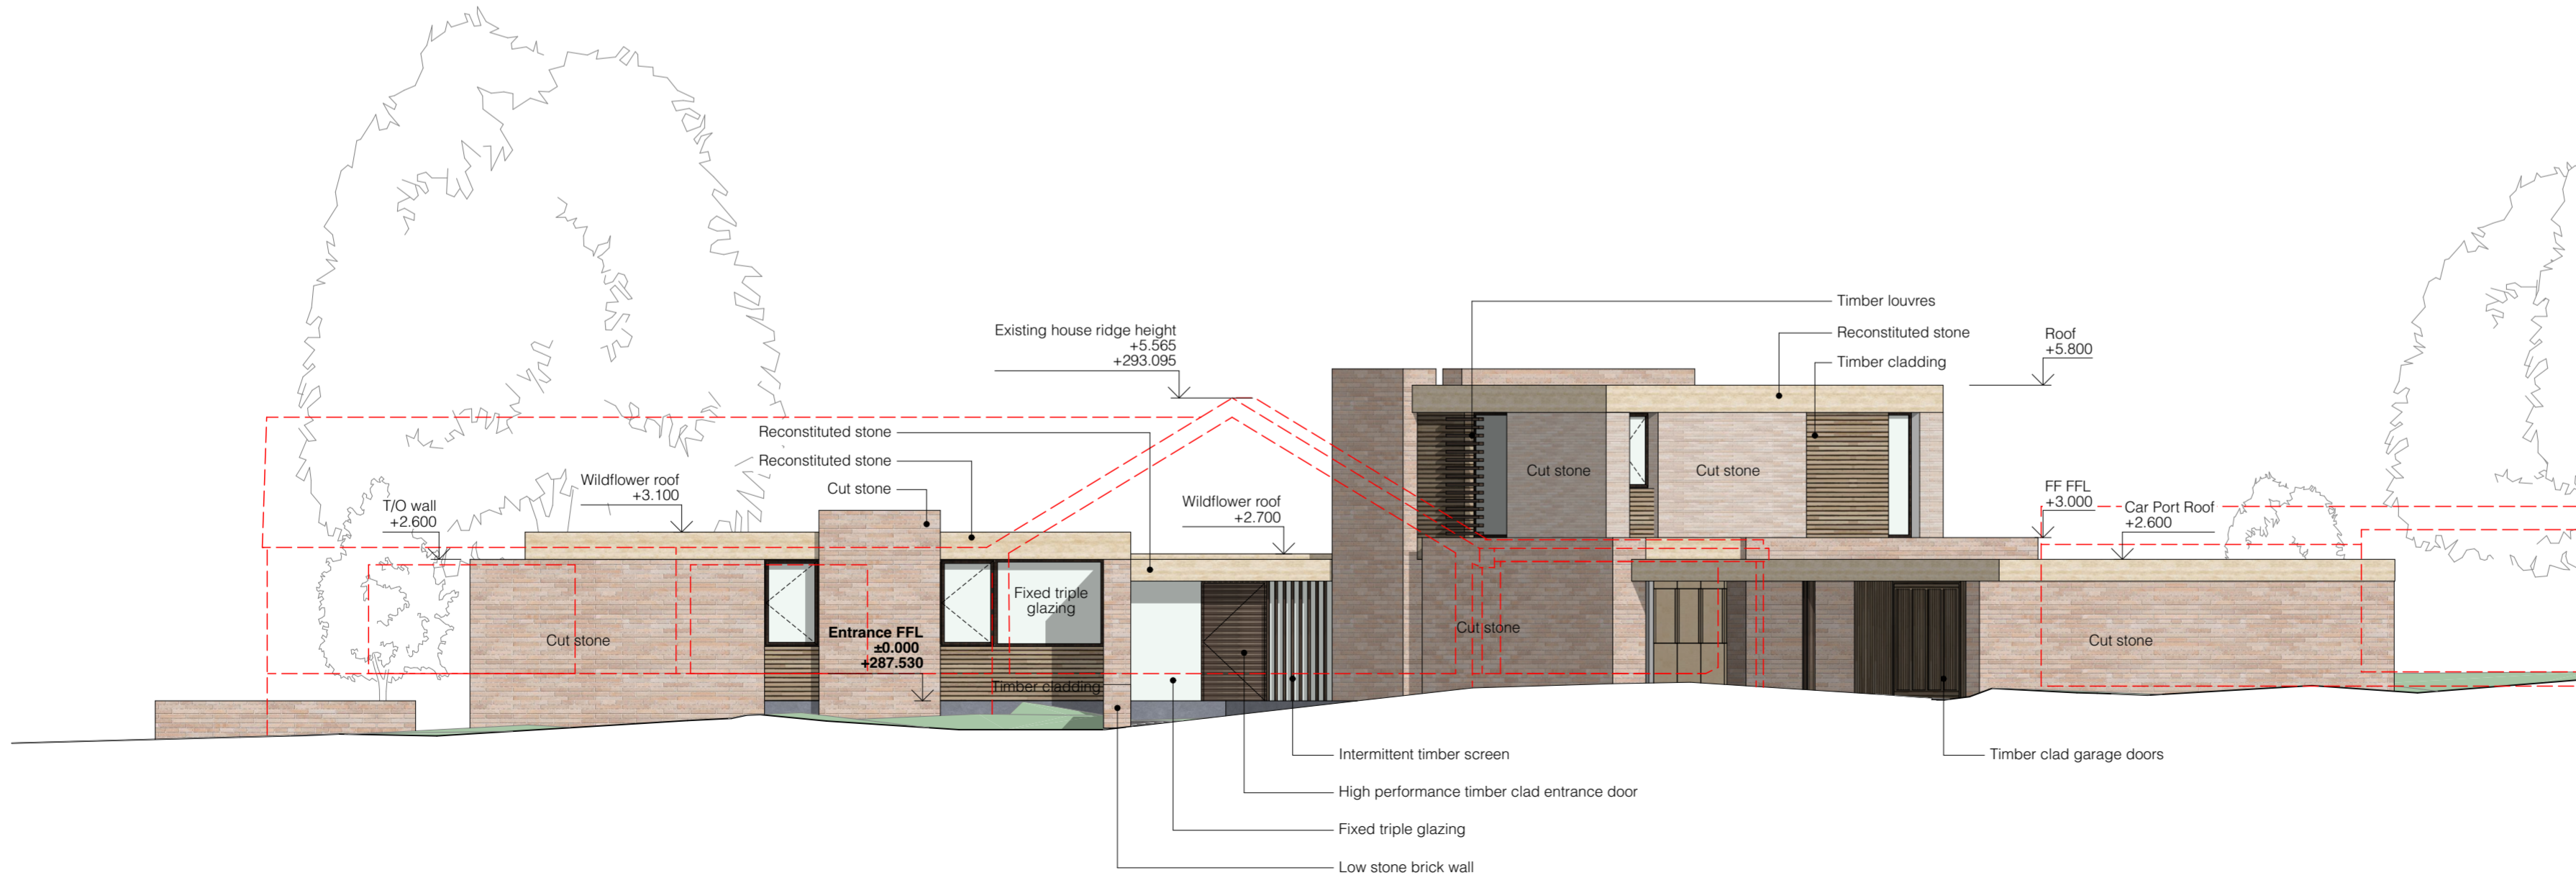 Timber louvres
Existing house ridge height
+5.565
+293.095
Reconstituted stone
Roof
+5.800
Timber cladding
Reconstituted stone
Reconstituted stone
Cut stone
Cut stone
Cut stone
Wildflower roof
+3.100
T/O wall
+2.600
Wildflower roof
+2.700
FF FFL
+3.000
Car Port Roof
+2.600
Fixed triple
glazing
Entrance FFL
±0.000
+287.530
Cut stone
Cut stone
Cut stone
Timber cladding
Intermittent timber screen
Timber clad garage doors
High performance timber clad entrance door
Fixed triple glazing
Low stone brick wall